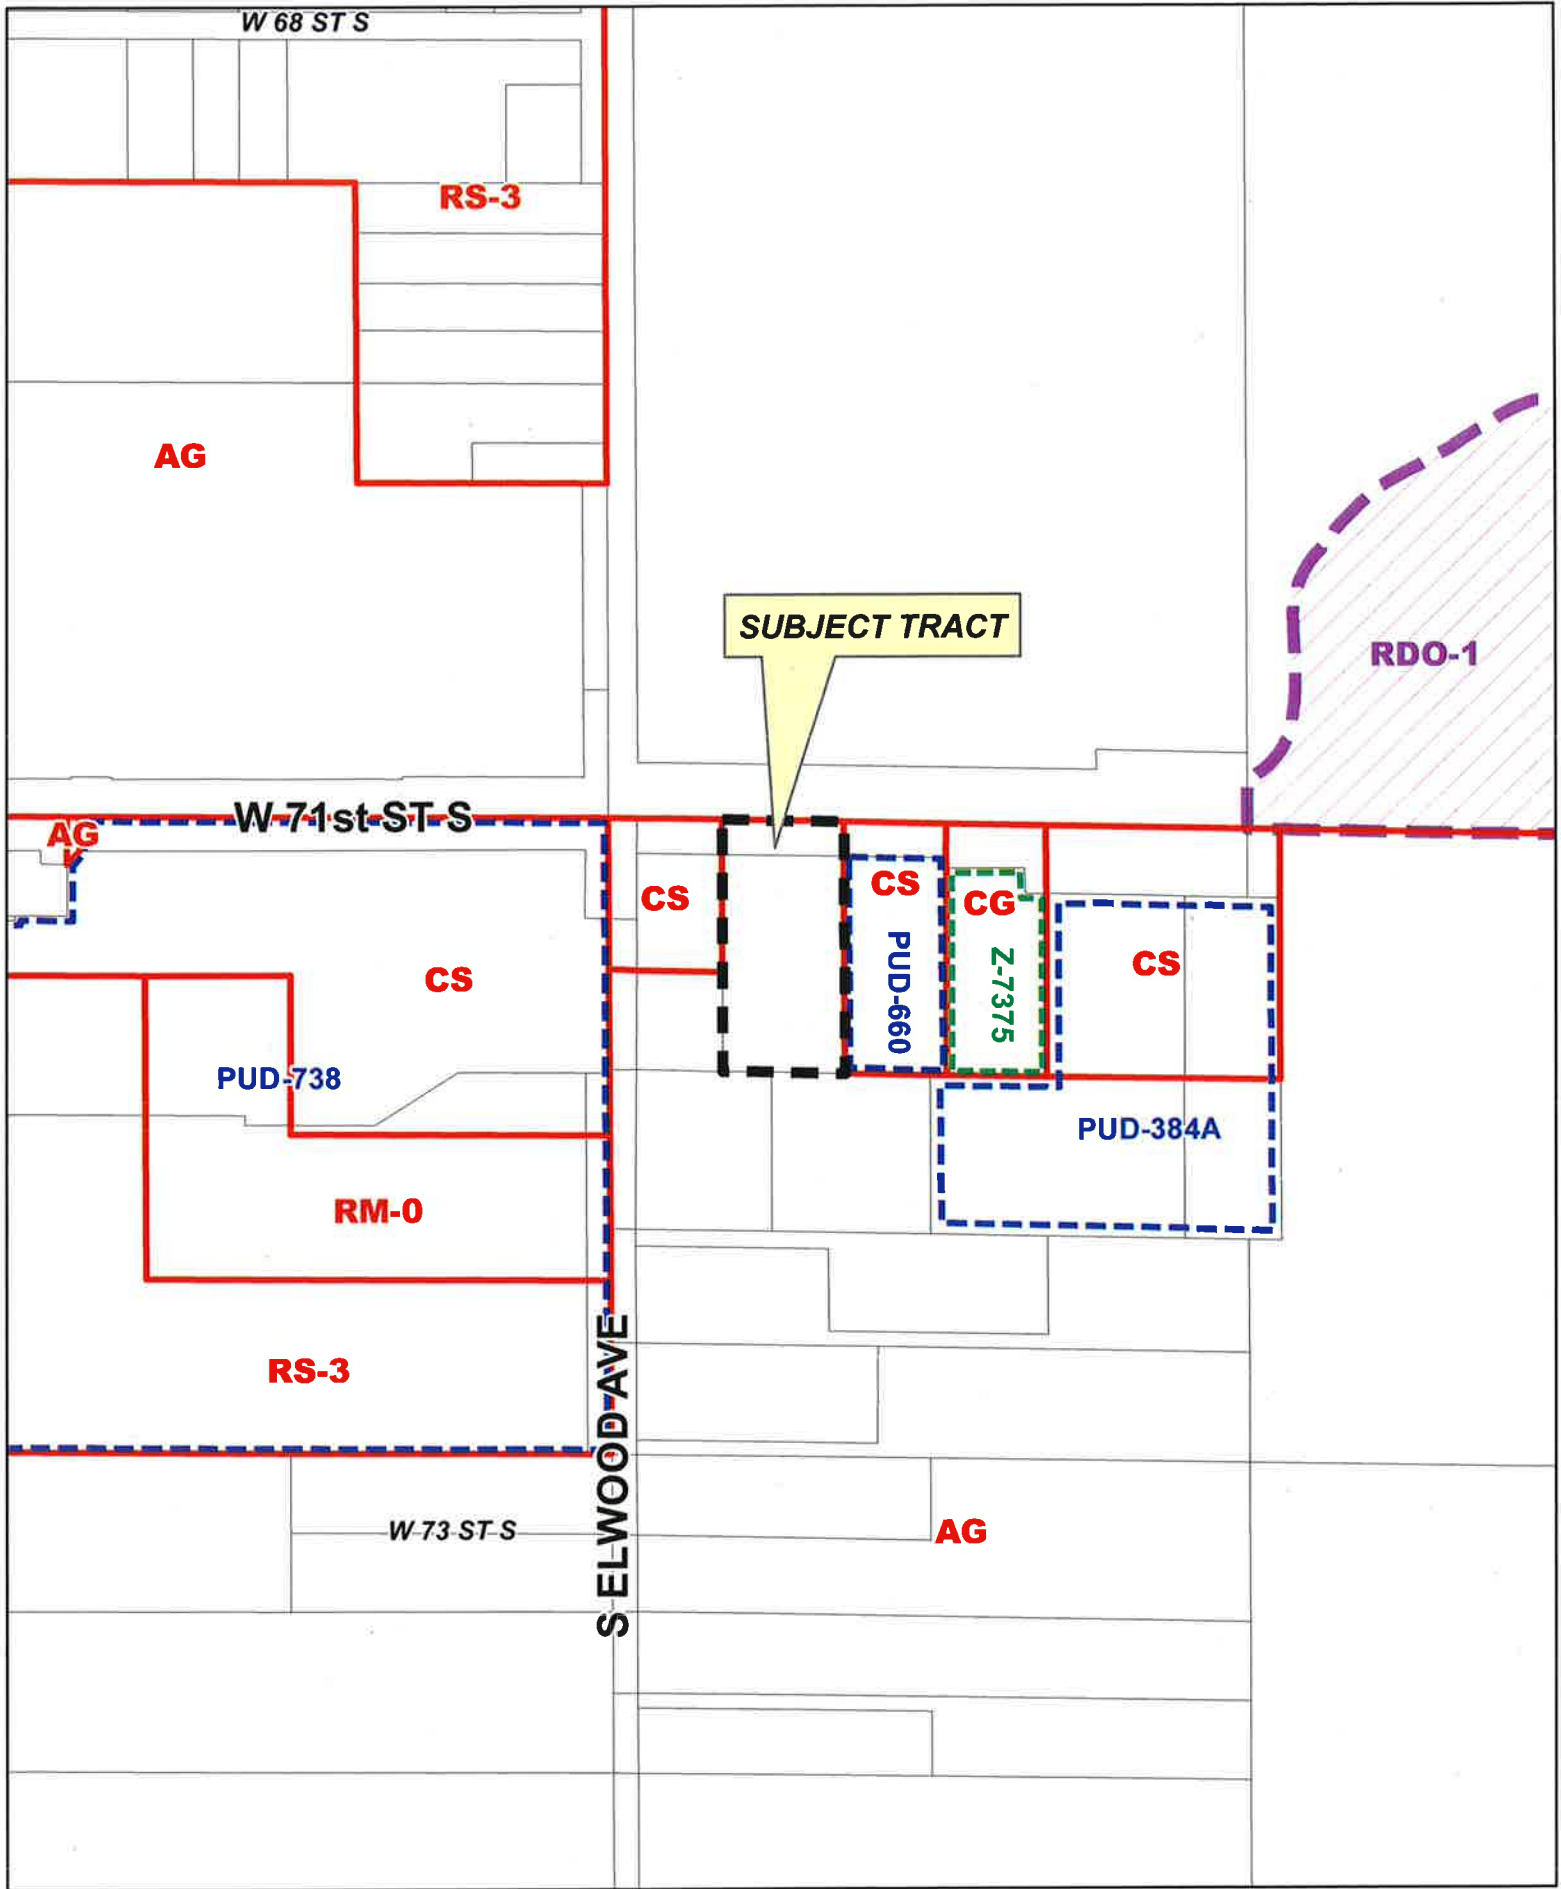 W 68 ST S
RS-3
AG
SUBJECT TRACT
RDO-1
W 71st ST S
AG
CS
CS
CG
CS
CS
PUD-660
Z-7375
PUD-738
PUD-384A
RM-0
RS-3
S ELWOOD AVE
W 73 ST S
AG